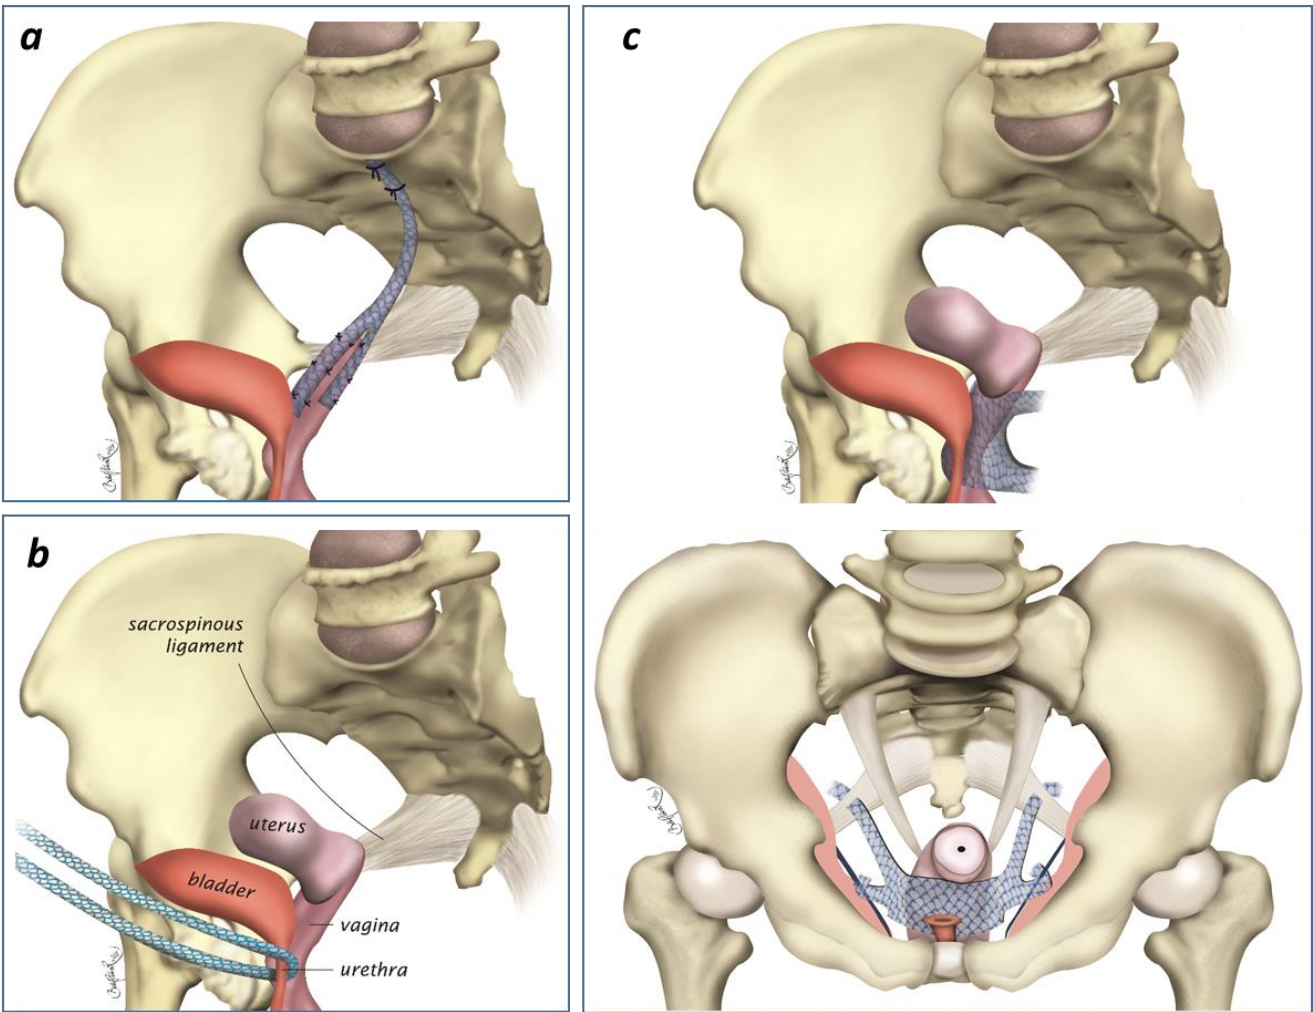 a
c
b
sacrospinous
ligament
uterus
bladder
vagina
urethra